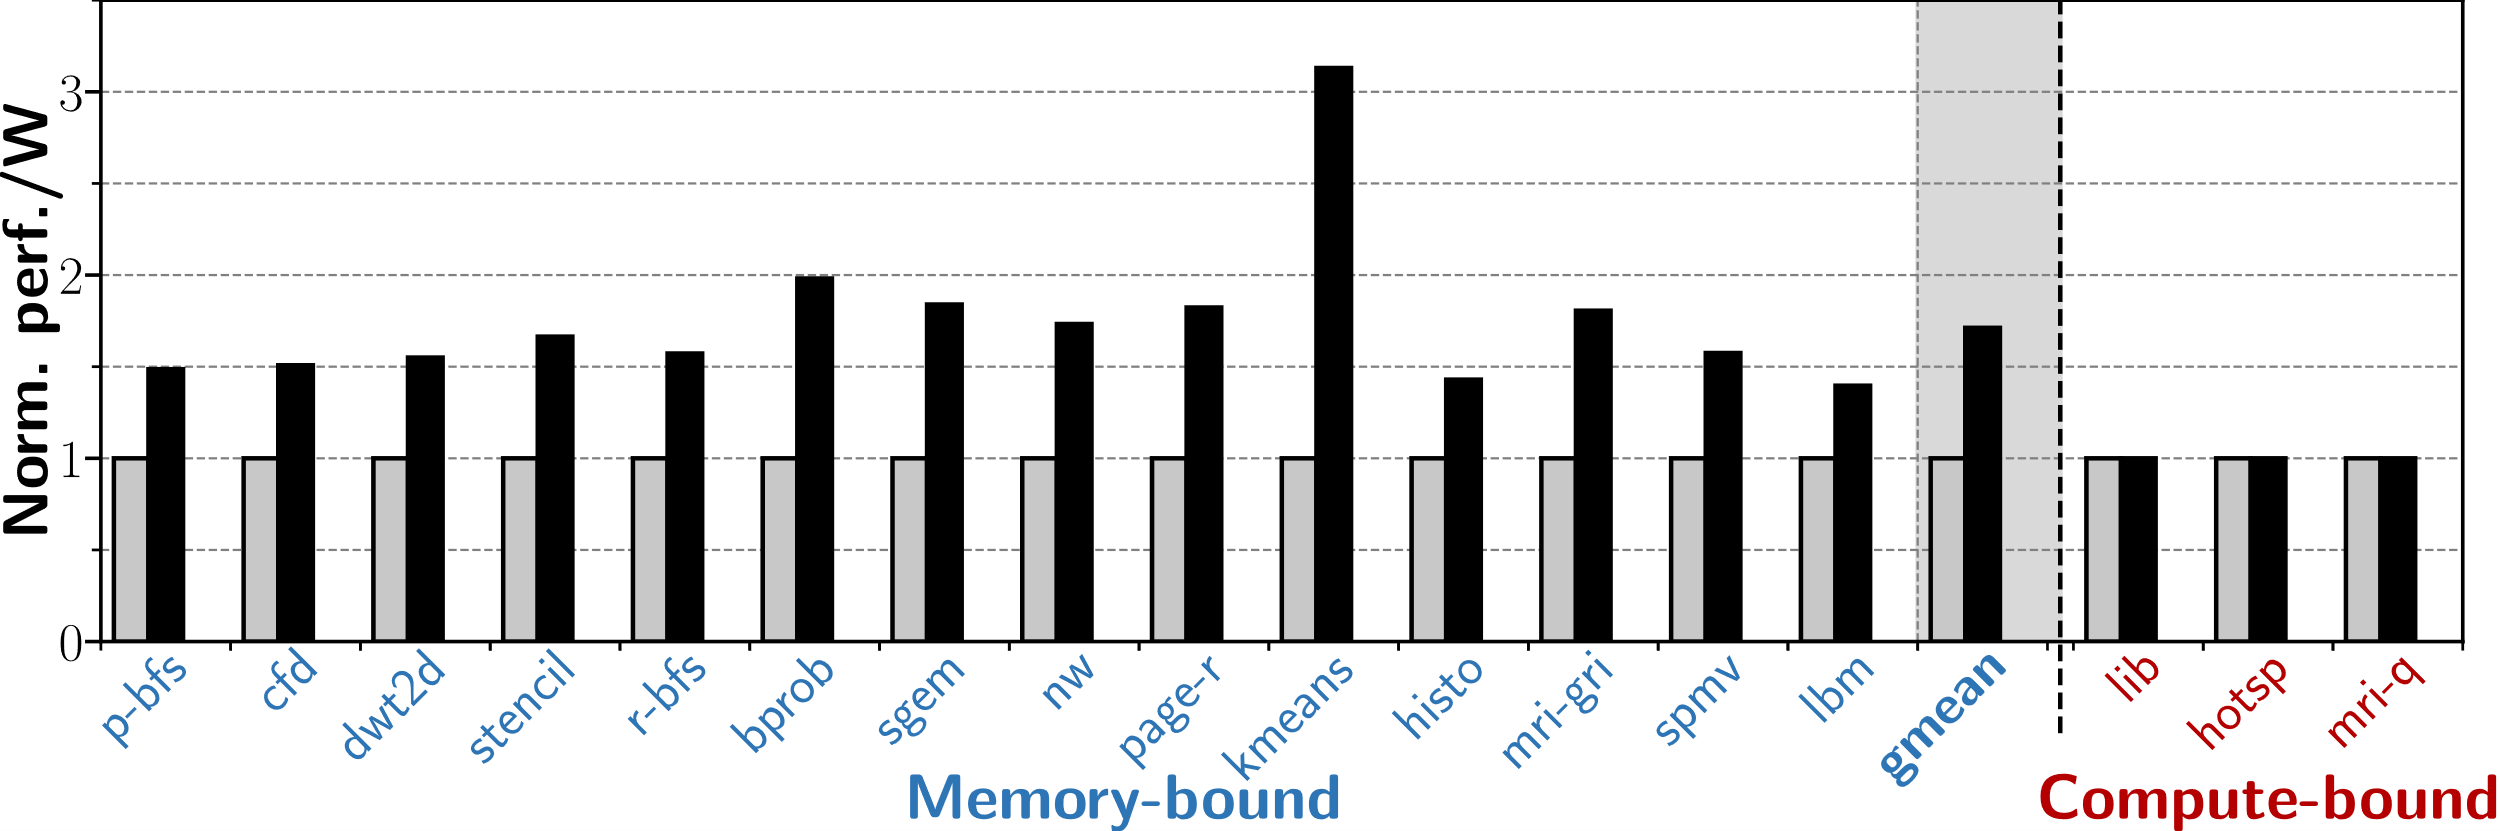 Norm. perf. / W
3
2
1
0
p-bfs
cfd
dwt2d
stencil
r-bfs
bprob
sgem
nw
page-r
kmeans
histo
mri-gri
spmv
lbm
gmean
lib
hotsp
mri-q
Memory-bound
Compute-bound